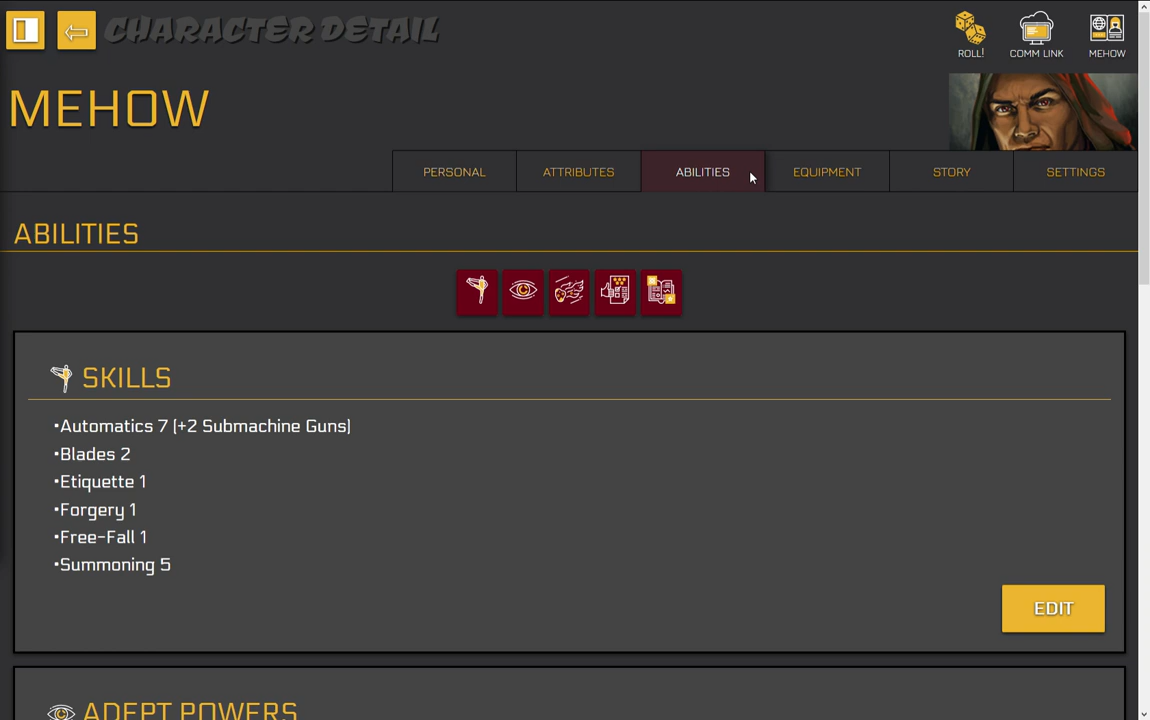 CHARACTER DETAIL
ROLL!
COMM LINK
MEHOW
MEHOW
PERSONAL
ATTRIBUTES
ABILITIES
EQUIPMENT
STORY
SETTINGS
ABILITIES
SKILLS
•Automatics 7 (+2 Submachine Guns)
•Blades 2
•Etiquette 1
•Forgery 1
•Free-Fall 1
•Summoning 5
EDIT
ADEPT POWERS